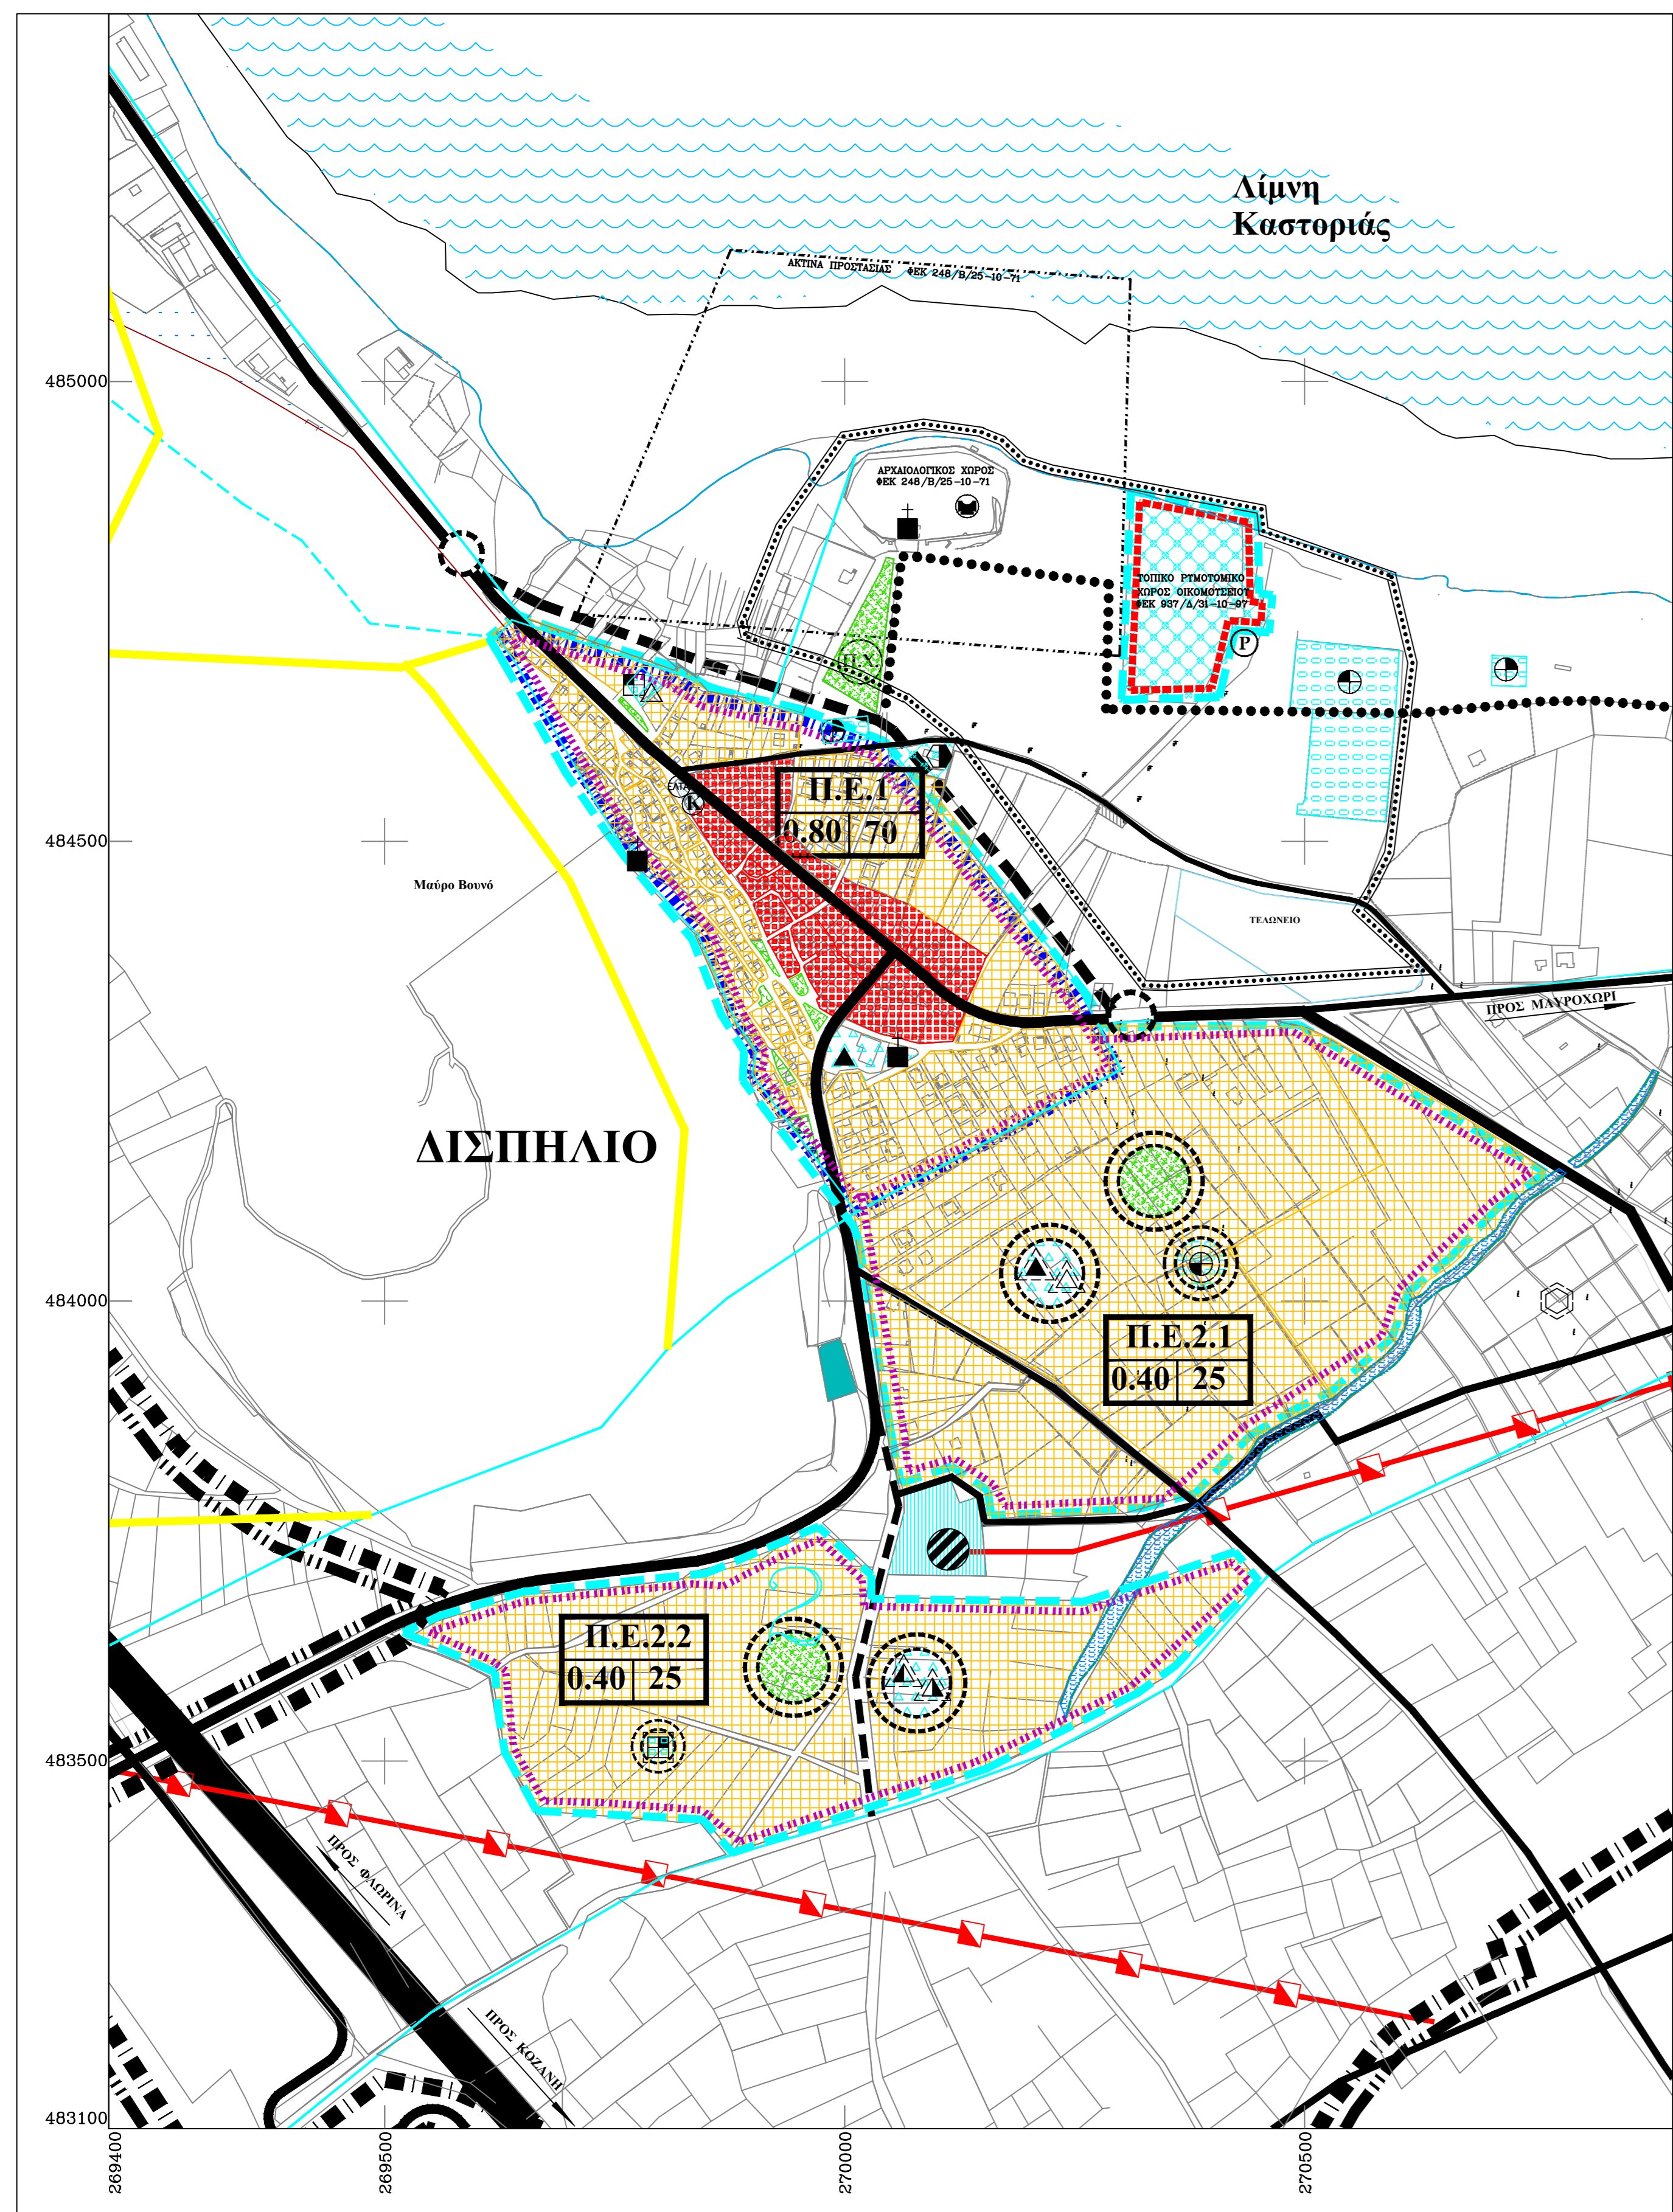 Λίμνη
Καστοριάς
ΑΚΤΙΝΑ ΠΡΟΣΤΑΣΙΑΣ ΦΕΚ 248/Β/25-10-71
485000
ΑΡΧΑΙΟΛΟΓΙΚΟΣ ΧΩΡΟΣ
ΦΕΚ 248/Β/25-10-71
ΤΟΠΙΚΟ ΡΥΜΟΤΟΜΙΚΟ
ΧΩΡΟΣ ΟΙΚΟΜΟΤΣΕΙΟΥ
ΦΕΚ 937/Δ/31-10-97
P
Π.Χ.
ΕΛΤΑ
K
Π.Ε.1
0.80 70
484500
Μαύρο Βουνό
ΤΕΛΩΝΕΙΟ
ΠΡΟΣ ΜΑΥΡΟΧΩΡΙ
ΔΙΣΠΗΛΙΟ
484000
Π.Ε.2.1
0.40 25
Π.Ε.2.2
0.40 25
483500
ΠΡΟΣ ΦΛΩΡΙΝΑ
ΠΡΟΣ ΚΟΖΑΝΗ
483100
269400
269500
270000
270500